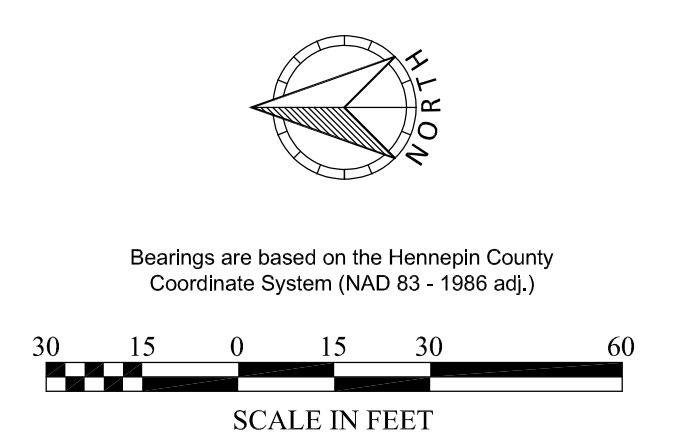 NORTH
Bearings are based on the Hennepin County
Coordinate System (NAD 83 - 1986 adj.)
30 15 0 15 30 60
SCALE IN FEET